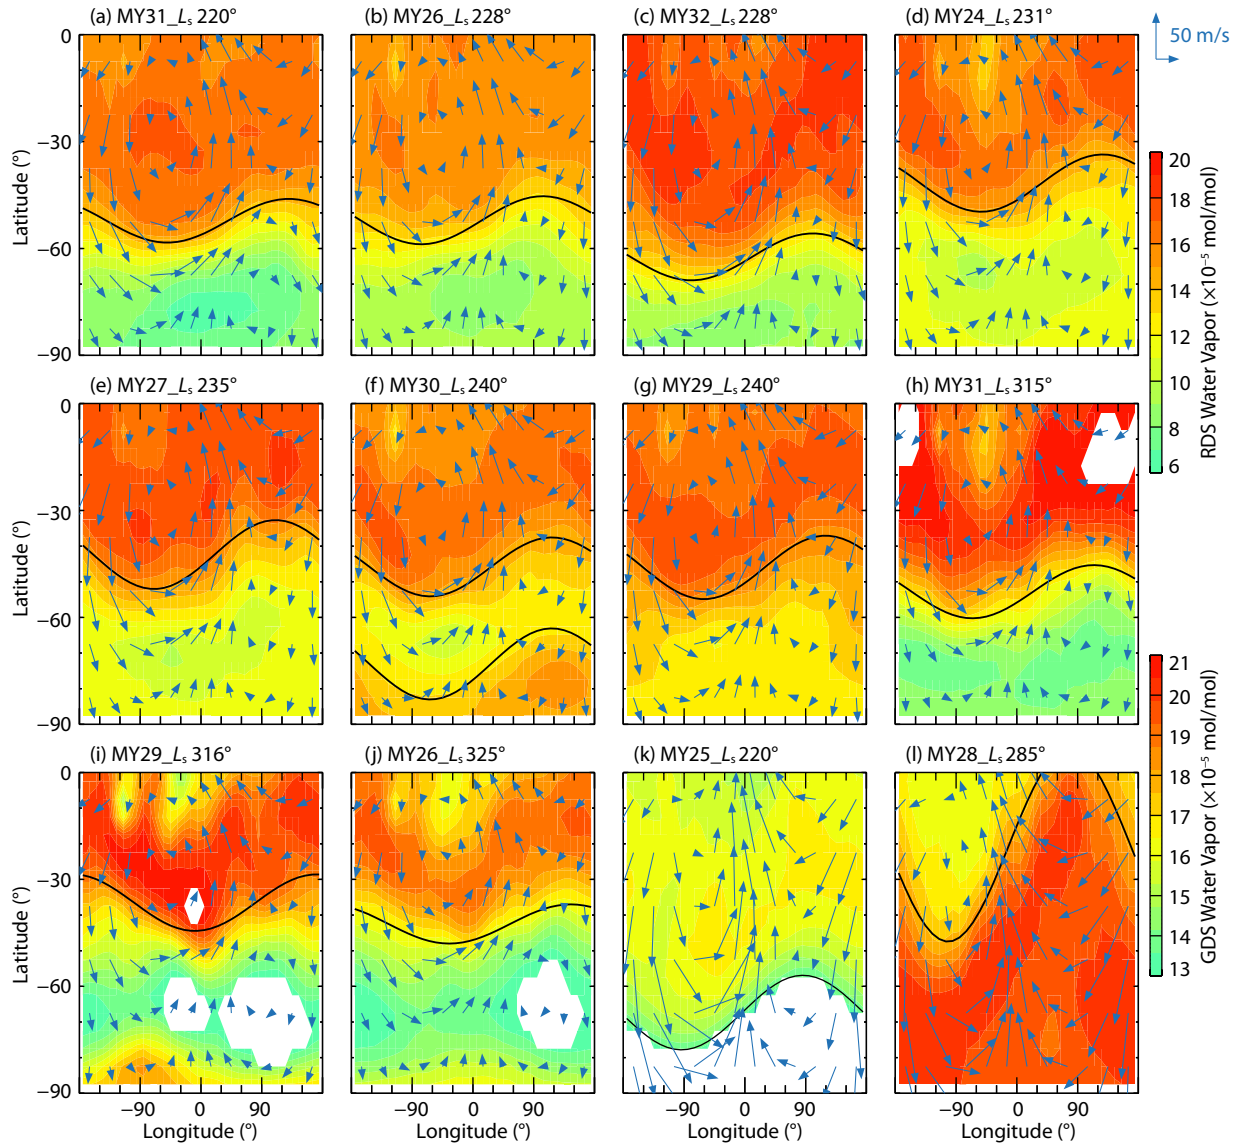 (a) MY31_Ls 220°
(b) MY26_Ls 228°
(c) MY32_Ls 228°
(d) MY24_Ls 231°
50 m/s
0
−30
−60
−90
Latitude (°)
20
18
16
14
12
10
8
6
RDS Water Vapor (×10⁻⁵ mol/mol)
(e) MY27_Ls 235°
(f) MY30_Ls 240°
(g) MY29_Ls 240°
(h) MY31_Ls 315°
0
−30
−60
−90
Latitude (°)
21
20
19
18
17
16
15
14
13
GDS Water Vapor (×10⁻⁵ mol/mol)
(i) MY29_Ls 316°
(j) MY26_Ls 325°
(k) MY25_Ls 220°
(l) MY28_Ls 285°
0
−30
−60
−90
Latitude (°)
−90 0 90
−90 0 90
−90 0 90
−90 0 90
Longitude (°)
Longitude (°)
Longitude (°)
Longitude (°)